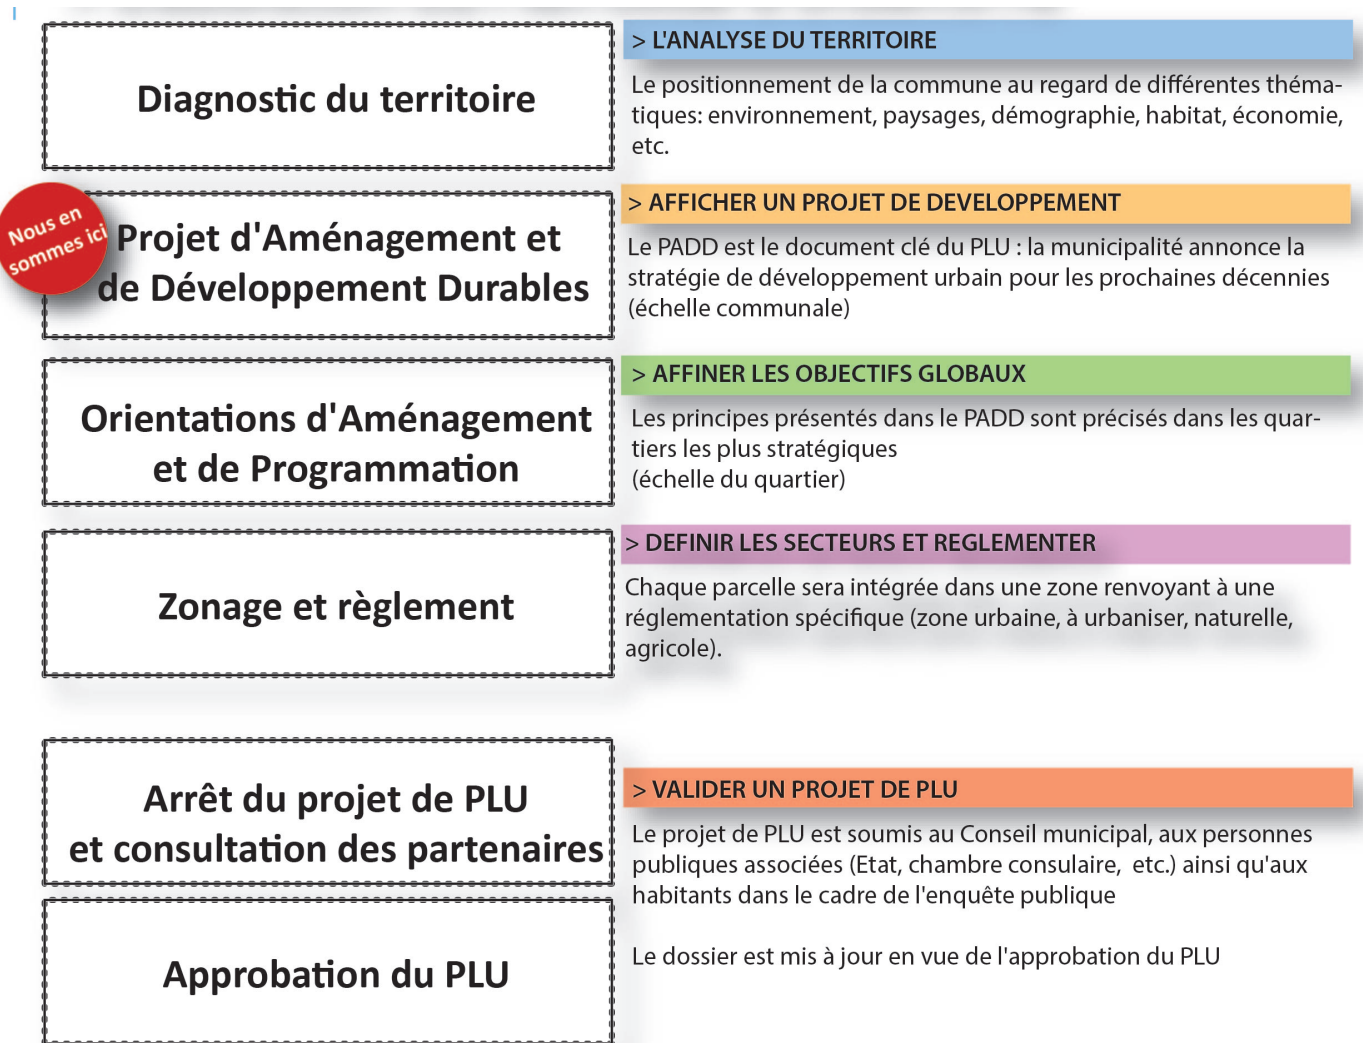 Diagnostic du territoire
> L'ANALYSE DU TERRITOIRE
Le positionnement de la commune au regard de différentes théma-
tiques: environnement, paysages, démographie, habitat, économie,
etc.
Nous en
sommes ici
Projet d'Aménagement et
de Développement Durables
> AFFICHER UN PROJET DE DEVELOPPEMENT
Le PADD est le document clé du PLU : la municipalité annonce la
stratégie de développement urbain pour les prochaines décennies
(échelle communale)
Orientations d'Aménagement
et de Programmation
> AFFINER LES OBJECTIFS GLOBAUX
Les principes présentés dans le PADD sont précisés dans les quar-
tiers les plus stratégiques
(échelle du quartier)
Zonage et règlement
> DEFINIR LES SECTEURS ET REGLEMENTER
Chaque parcelle sera intégrée dans une zone renvoyant à une
réglementation spécifique (zone urbaine, à urbaniser, naturelle,
agricole).
Arrêt du projet de PLU
et consultation des partenaires
> VALIDER UN PROJET DE PLU
Le projet de PLU est soumis au Conseil municipal, aux personnes
publiques associées (Etat, chambre consulaire, etc.) ainsi qu'aux
habitants dans le cadre de l'enquête publique
Approbation du PLU
Le dossier est mis à jour en vue de l'approbation du PLU